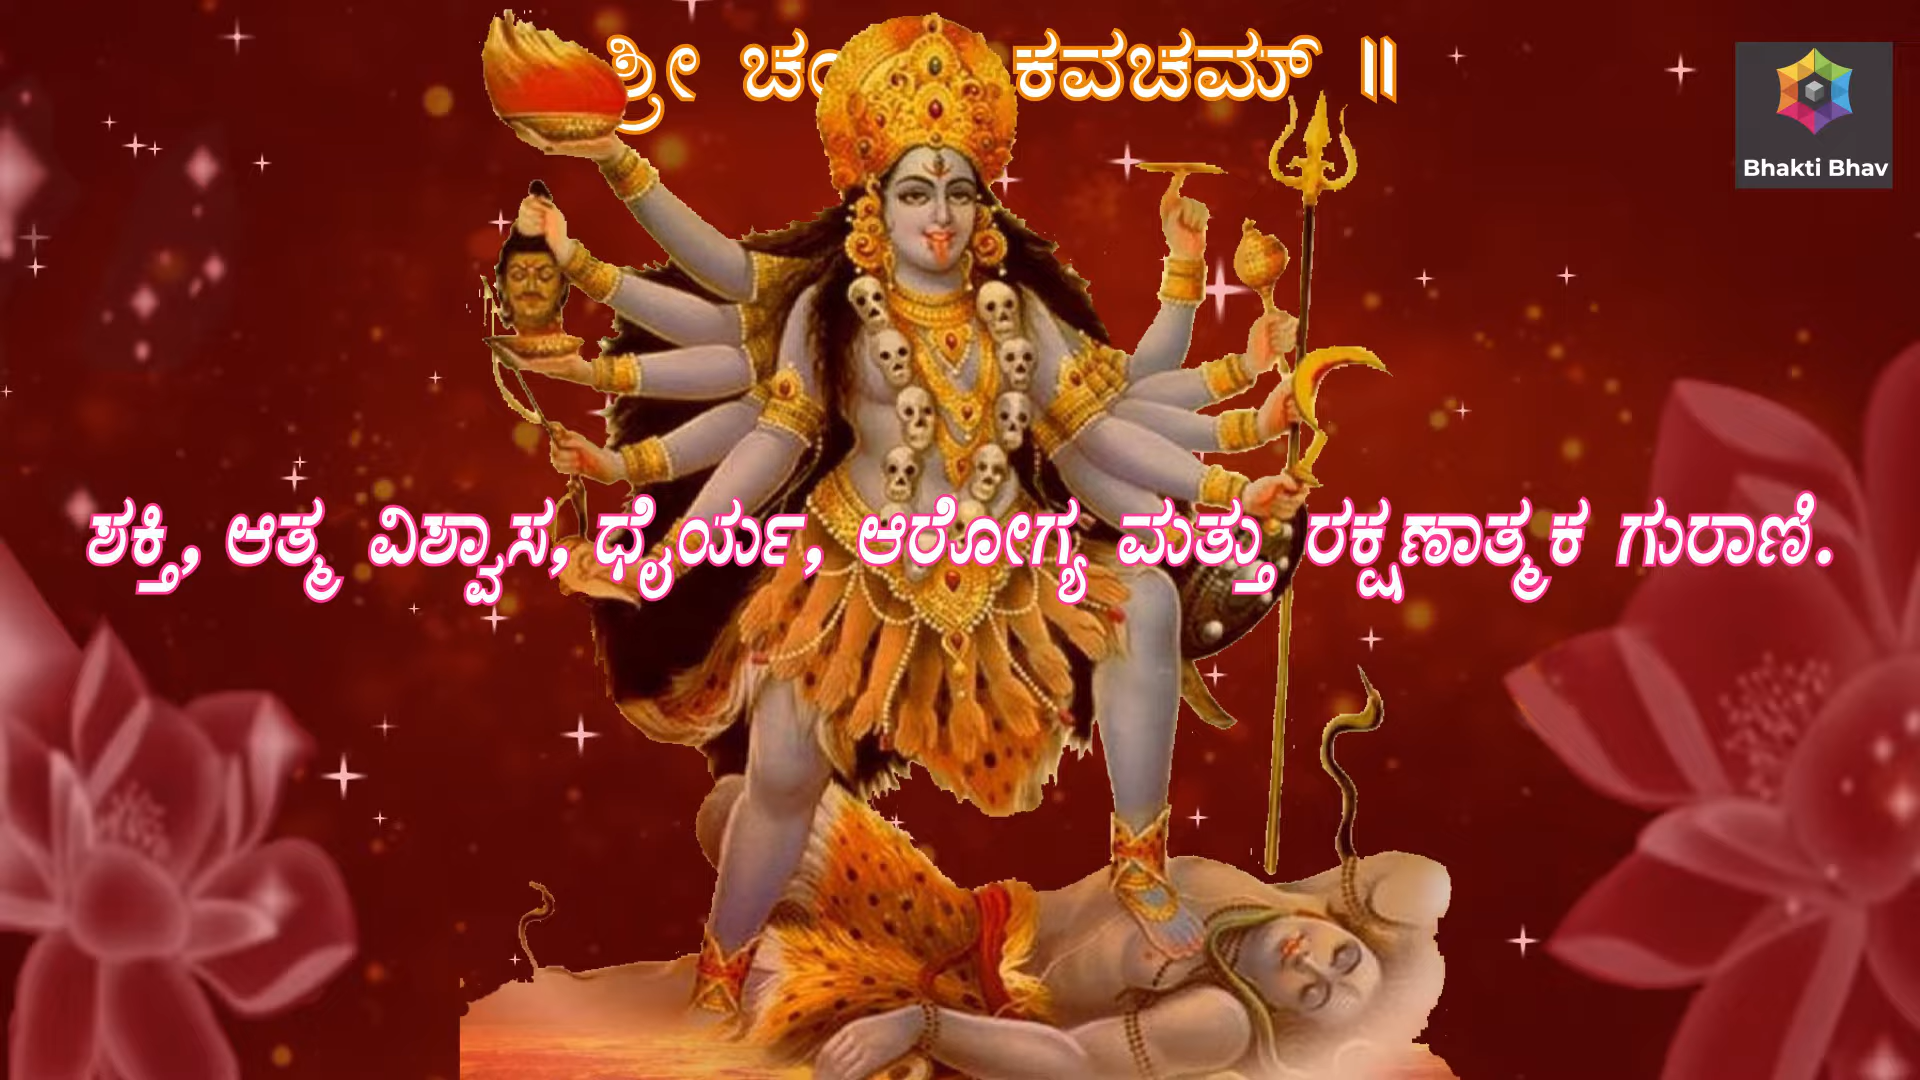 ಶ್ರೀ ಕವಚಮ್ ॥
Bhakti Bhav
ಶಕ್ತಿ, ಆತ್ಮ ವಿಶ್ವಾಸ, ಧೈರ್ಯ, ಆರೋಗ್ಯ ಮತ್ತು ರಕ್ಷಣಾತ್ಮಕ ಗುರಾಣಿ.